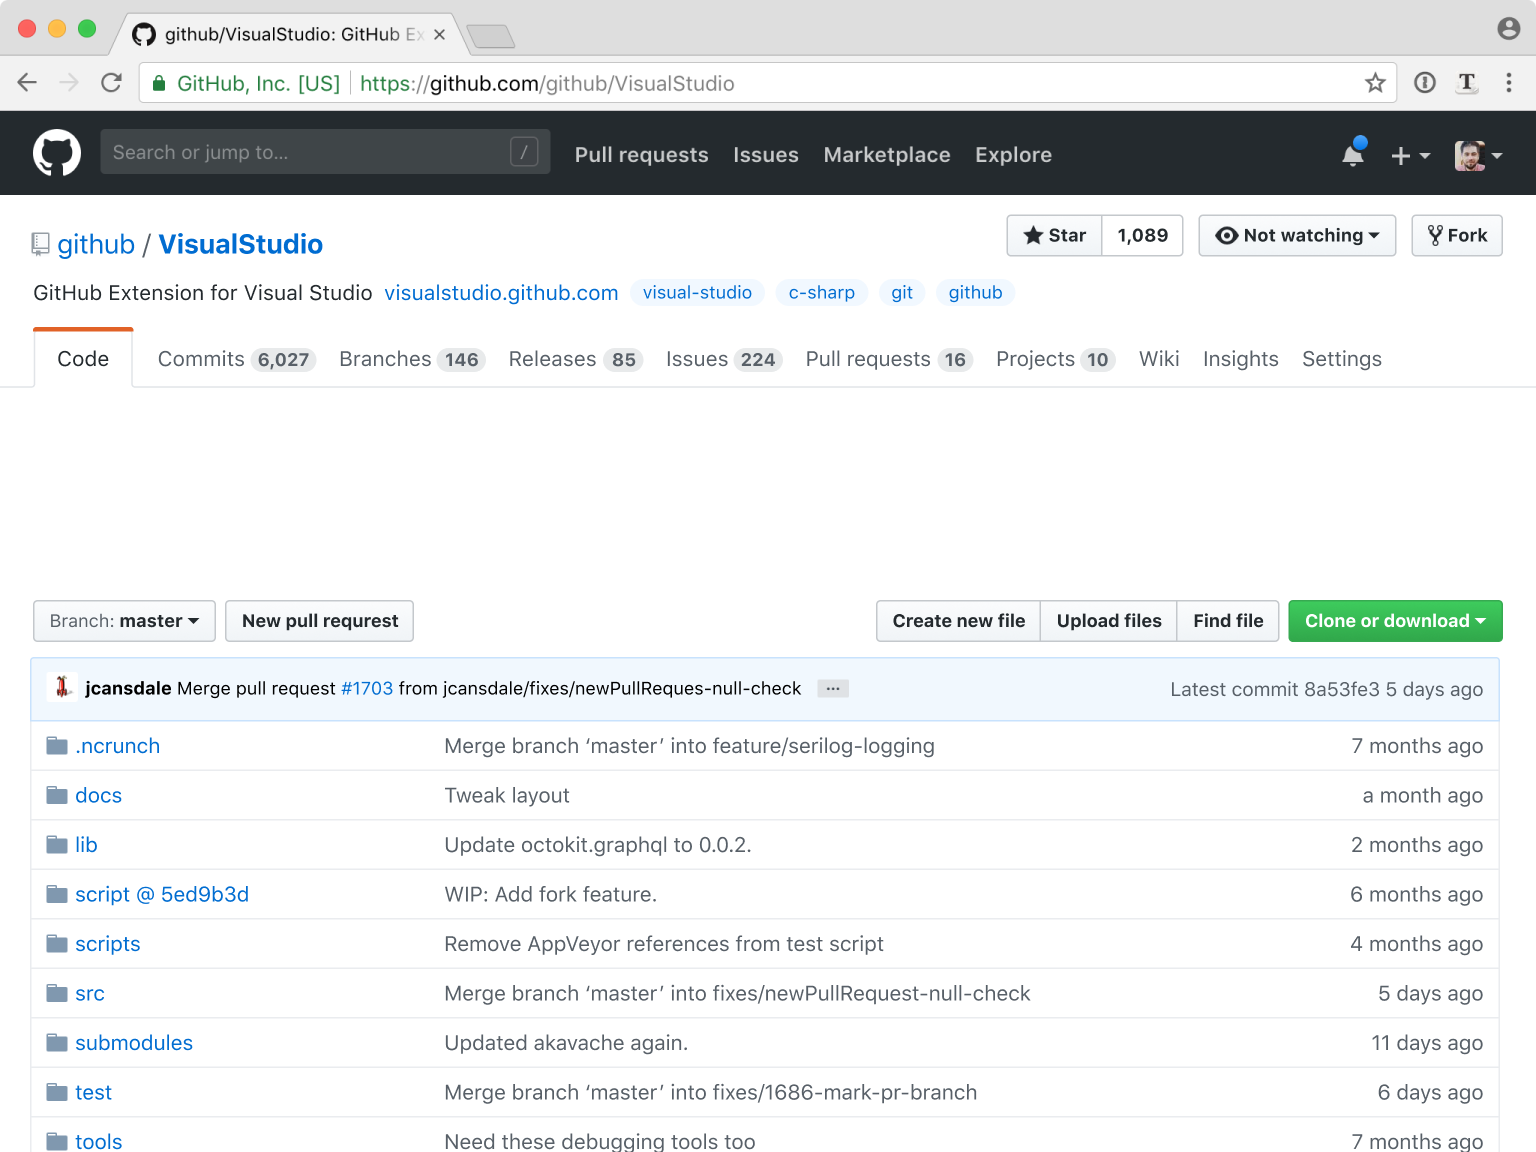 github/VisualStudio: GitHub Ex
GitHub, Inc. [US] https://github.com/github/VisualStudio
Search or jump to... / Pull requests Issues Marketplace Explore
github / VisualStudio Star 1,089 Not watching Fork
GitHub Extension for Visual Studio visualstudio.github.com visual-studio c-sharp git github
Code Commits 6,027 Branches 146 Releases 85 Issues 224 Pull requests 16 Projects 10 Wiki Insights Settings
Branch: master New pull requrest Create new file Upload files Find file Clone or download
jcansdale Merge pull request #1703 from jcansdale/fixes/newPullReques-null-check ... Latest commit 8a53fe3 5 days ago
.ncrunch Merge branch ‘master’ into feature/serilog-logging 7 months ago
docs Tweak layout a month ago
lib Update octokit.graphql to 0.0.2. 2 months ago
script @ 5ed9b3d WIP: Add fork feature. 6 months ago
scripts Remove AppVeyor references from test script 4 months ago
src Merge branch ‘master’ into fixes/newPullRequest-null-check 5 days ago
submodules Updated akavache again. 11 days ago
test Merge branch ‘master’ into fixes/1686-mark-pr-branch 6 days ago
tools Need these debugging tools too 7 months ago